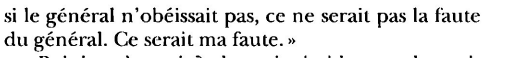 si le général n'obéissait pas, ce ne serait pas la faute
du général. Ce serait ma faute. »